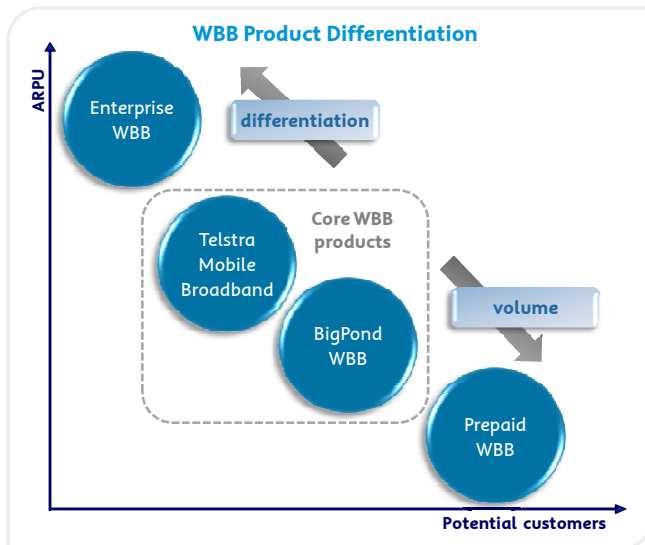 WBB Product Differentiation
ARPU
Enterprise
WBB
differentiation
Core WBB
products
Telstra
Mobile
Broadband
volume
BigPond
WBB
Prepaid
WBB
Potential customers